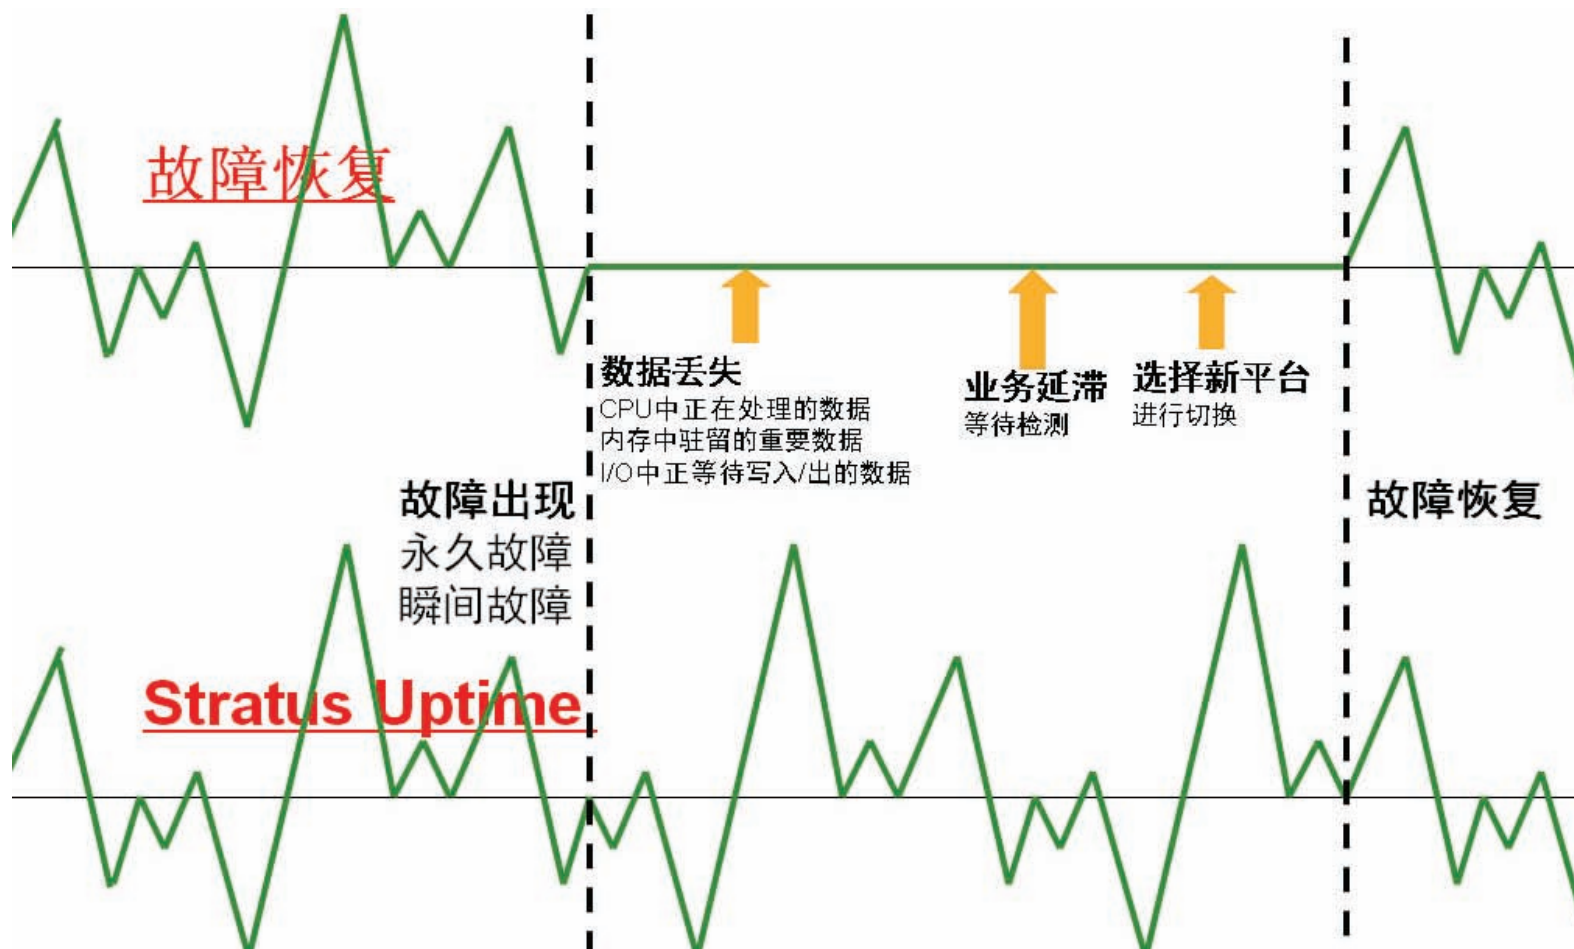 故障恢复
数据丢失
CPU中正在处理的数据
内存中驻留的重要数据
I/O中正等待写入/出的数据
业务延滞
等待检测
选择新平台
进行切换
故障出现
永久故障
瞬间故障
故障恢复
Stratus Uptime